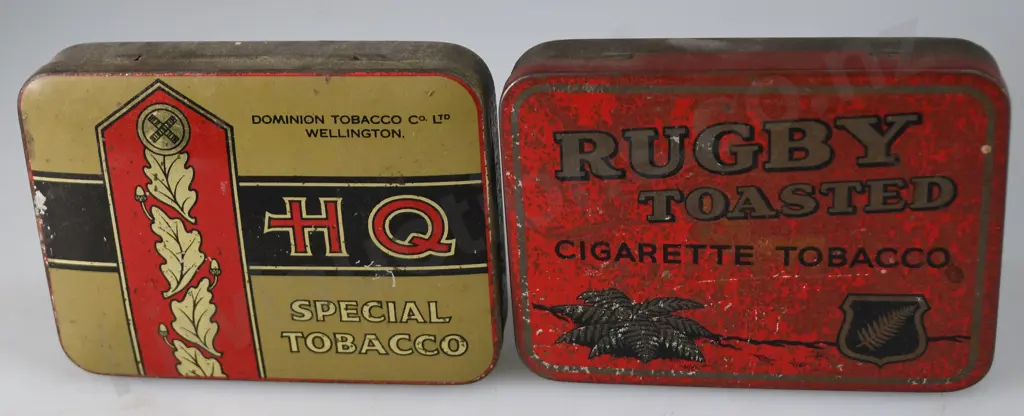 DOMINION TOBACCO Co. LTD
WELLINGTON.
HQ
SPECIAL
TOBACCO
RUGBY
TOASTED
CIGARETTE TOBACCO